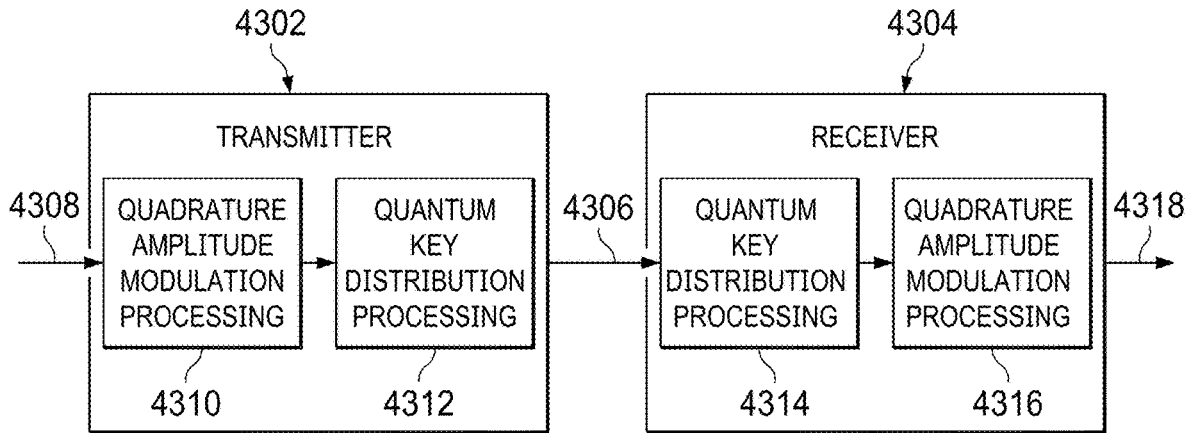 4302
4304
TRANSMITTER
RECEIVER
4308
QUADRATURE
AMPLITUDE
MODULATION
PROCESSING
QUANTUM
KEY
DISTRIBUTION
PROCESSING
4306
QUANTUM
KEY
DISTRIBUTION
PROCESSING
QUADRATURE
AMPLITUDE
MODULATION
PROCESSING
4318
4310
4312
4314
4316